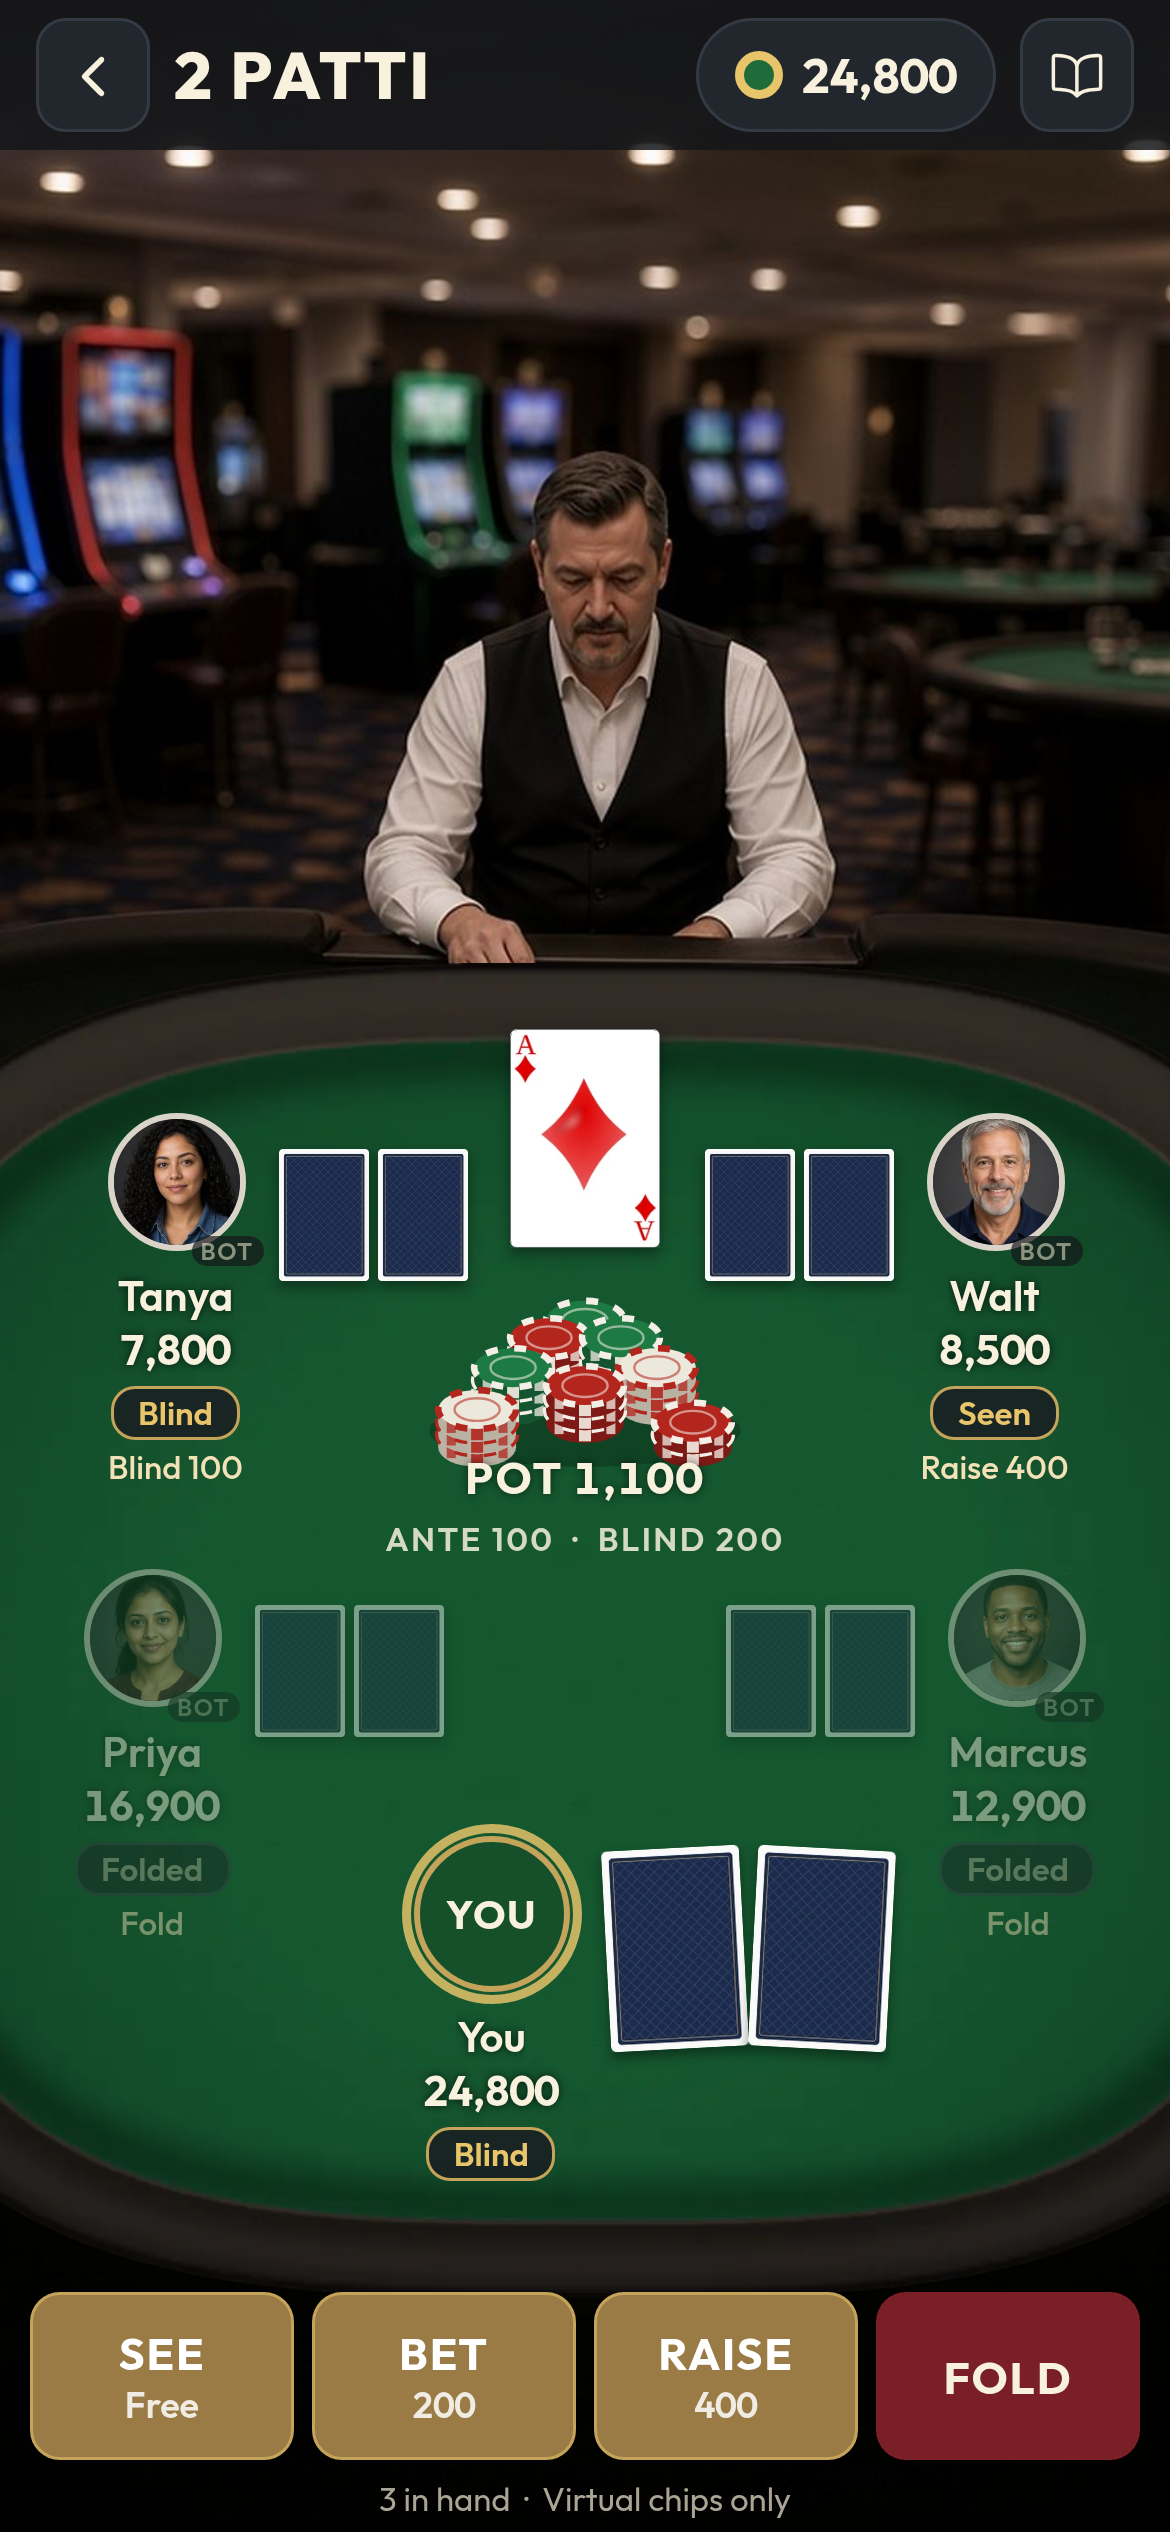 2 PATTI
24,800
A
A
BOT
BOT
Tanya
7,800
Blind
Blind 100
Walt
8,500
Seen
Raise 400
POT 1,100
ANTE 100 · BLIND 200
BOT
BOT
Priya
16,900
Folded
Fold
Marcus
12,900
Folded
Fold
YOU
You
24,800
Blind
SEE
Free
BET
200
RAISE
400
FOLD
3 in hand · Virtual chips only